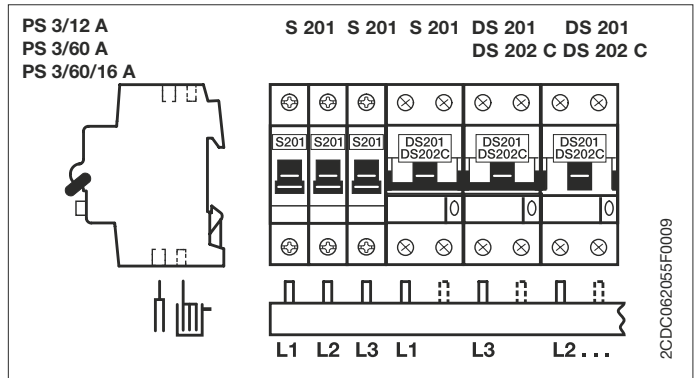 PS 3/12 A
PS 3/60 A
PS 3/60/16 A
S 201 S 201 S 201 DS 201 DS 201
DS 202 C DS 202 C
S201 S201 S201 DS201 DS201 DS201
DS202C DS202C DS202C
L1 L2 L3 L1 L3 L2 . . .
2CDC062055F0009